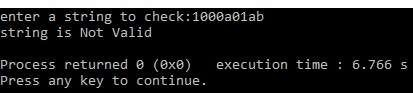 enter a string to check:1000a01ab
string is Not Valid
Process returned 0 (0x0)   execution time : 6.766 s
Press any key to continue.